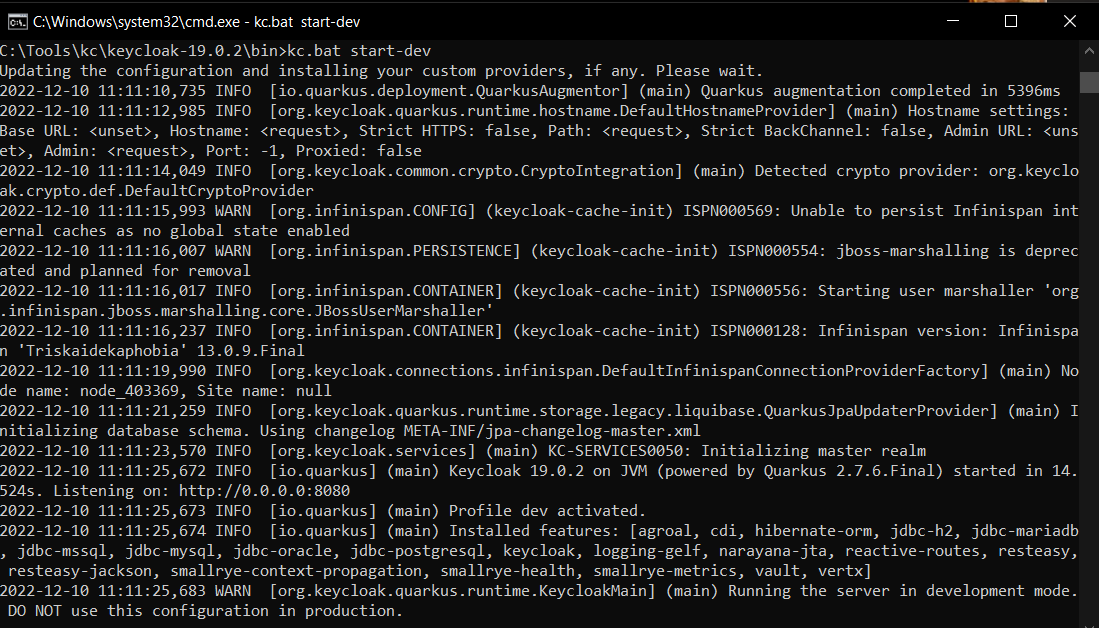 C:\Windows\system32\cmd.exe - kc.bat  start-dev
C:\Tools\kc\keycloak-19.0.2\bin>kc.bat start-dev
Updating the configuration and installing your custom providers, if any. Please wait.
2022-12-10 11:11:10,735 INFO  [io.quarkus.deployment.QuarkusAugmentor] (main) Quarkus augmentation completed in 5396ms
2022-12-10 11:11:12,985 INFO  [org.keycloak.quarkus.runtime.hostname.DefaultHostnameProvider] (main) Hostname settings:
Base URL: <unset>, Hostname: <request>, Strict HTTPS: false, Path: <request>, Strict BackChannel: false, Admin URL: <uns
et>, Admin: <request>, Port: -1, Proxied: false
2022-12-10 11:11:14,049 INFO  [org.keycloak.common.crypto.CryptoIntegration] (main) Detected crypto provider: org.keyclo
ak.crypto.def.DefaultCryptoProvider
2022-12-10 11:11:15,993 WARN  [org.infinispan.CONFIG] (keycloak-cache-init) ISPN000569: Unable to persist Infinispan int
ernal caches as no global state enabled
2022-12-10 11:11:16,007 WARN  [org.infinispan.PERSISTENCE] (keycloak-cache-init) ISPN000554: jboss-marshalling is deprec
ated and planned for removal
2022-12-10 11:11:16,017 INFO  [org.infinispan.CONTAINER] (keycloak-cache-init) ISPN000556: Starting user marshaller 'org
.infinispan.jboss.marshalling.core.JBossUserMarshaller'
2022-12-10 11:11:16,237 INFO  [org.infinispan.CONTAINER] (keycloak-cache-init) ISPN000128: Infinispan version: Infinispa
n 'Triskaidekaphobia' 13.0.9.Final
2022-12-10 11:11:19,990 INFO  [org.keycloak.connections.infinispan.DefaultInfinispanConnectionProviderFactory] (main) No
de name: node_403369, Site name: null
2022-12-10 11:11:21,259 INFO  [org.keycloak.quarkus.runtime.storage.legacy.liquibase.QuarkusJpaUpdaterProvider] (main) I
nitializing database schema. Using changelog META-INF/jpa-changelog-master.xml
2022-12-10 11:11:23,570 INFO  [org.keycloak.services] (main) KC-SERVICES0050: Initializing master realm
2022-12-10 11:11:25,672 INFO  [io.quarkus] (main) Keycloak 19.0.2 on JVM (powered by Quarkus 2.7.6.Final) started in 14.
524s. Listening on: http://0.0.0.0:8080
2022-12-10 11:11:25,673 INFO  [io.quarkus] (main) Profile dev activated.
2022-12-10 11:11:25,674 INFO  [io.quarkus] (main) Installed features: [agroal, cdi, hibernate-orm, jdbc-h2, jdbc-mariadb
, jdbc-mssql, jdbc-mysql, jdbc-oracle, jdbc-postgresql, keycloak, logging-gelf, narayana-jta, reactive-routes, resteasy,
 resteasy-jackson, smallrye-context-propagation, smallrye-health, smallrye-metrics, vault, vertx]
2022-12-10 11:11:25,683 WARN  [org.keycloak.quarkus.runtime.KeycloakMain] (main) Running the server in development mode.
 DO NOT use this configuration in production.